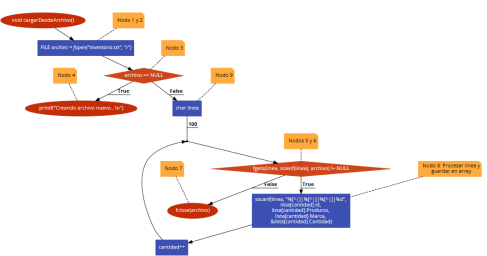 void cargarDesdeArchivo()
Nodo 1 y 2
FILE archivo = fopen("inventario.txt", "r")
Nodo 3
archivo == NULL
Nodo 4
Nodo 9
True
False
printf("Creando archivo nuevo...\n")
char linea
100
Nodos 5 y 6
fgets(linea, sizeof(linea), archivo) != NULL
Nodo 7
Nodo 8: Procesar linea y
guardar en array
False
True
fclose(archivo)
sscanf(linea, "%[^|]|%[^|]|%[^|]|%d",
lista[cantidad].id,
lista[cantidad].Producto,
lista[cantidad].Marca,
&lista[cantidad].Cantidad)
cantidad++